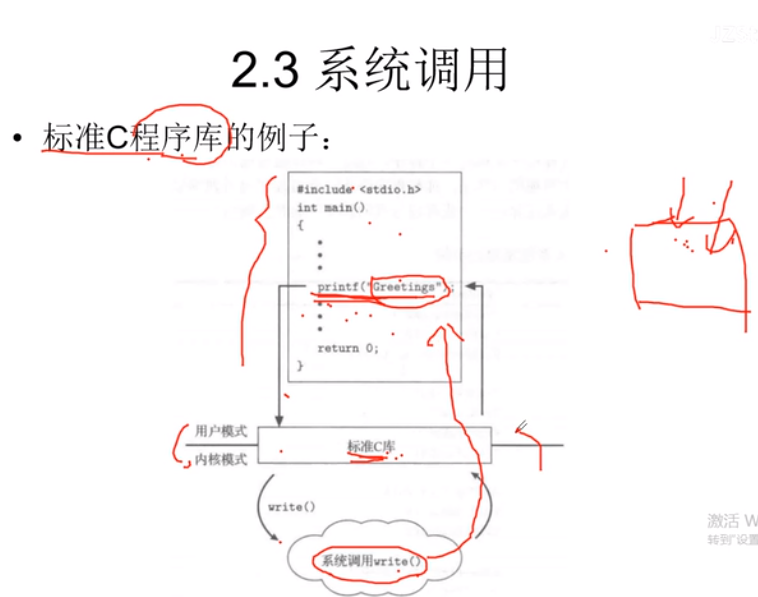 2.3 系统调用
• 标准C程序库的例子：
#include <stdio.h>
int main()
{
printf("Greetings");
return 0;
}
用户模式
标准C库
内核模式
write()
系统调用write()
激活 W
转到"设置